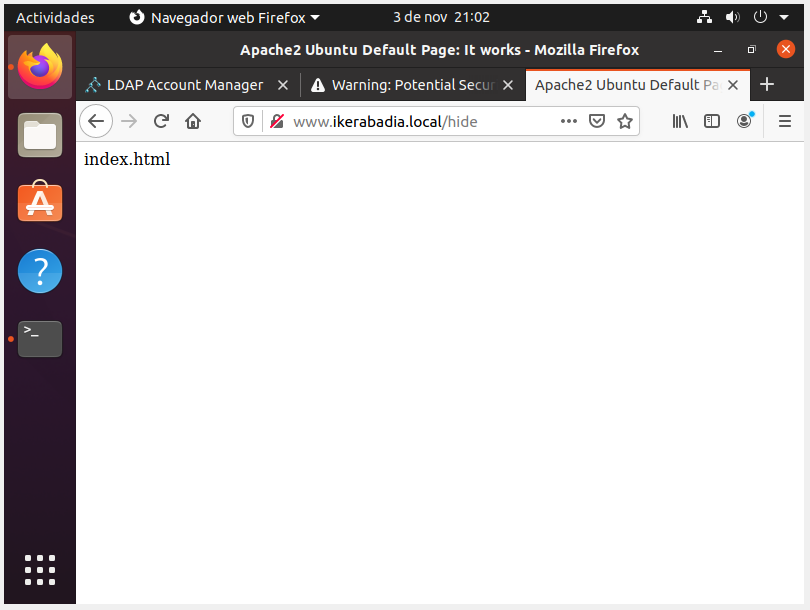 Actividades Navegador web Firefox 3 de nov 21:02
Apache2 Ubuntu Default Page: It works - Mozilla Firefox
LDAP Account Manager Warning: Potential Secur Apache2 Ubuntu Default Pa
www.ikerabadia.local/hide
index.html